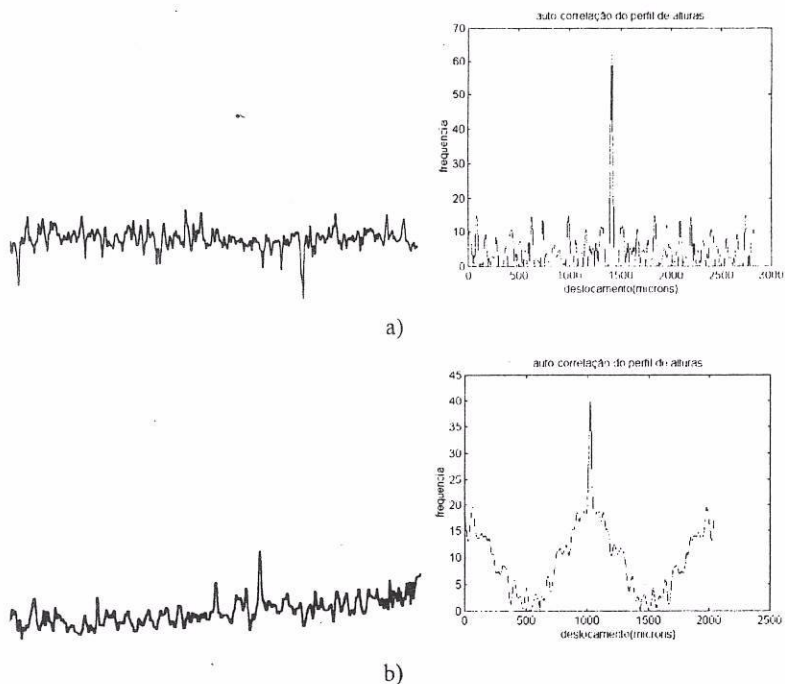 auto correlação do perfil de alturas
70
60
50
40
30
20
10
0
frequencia
0 500 1000 1500 2000 2500 3000
deslocamento(microns)
a)
auto correlação do perfil de alturas
45
40
35
30
25
20
15
10
5
0
frequencia
0 500 1000 1500 2000 2500
deslocamento(microns)
b)